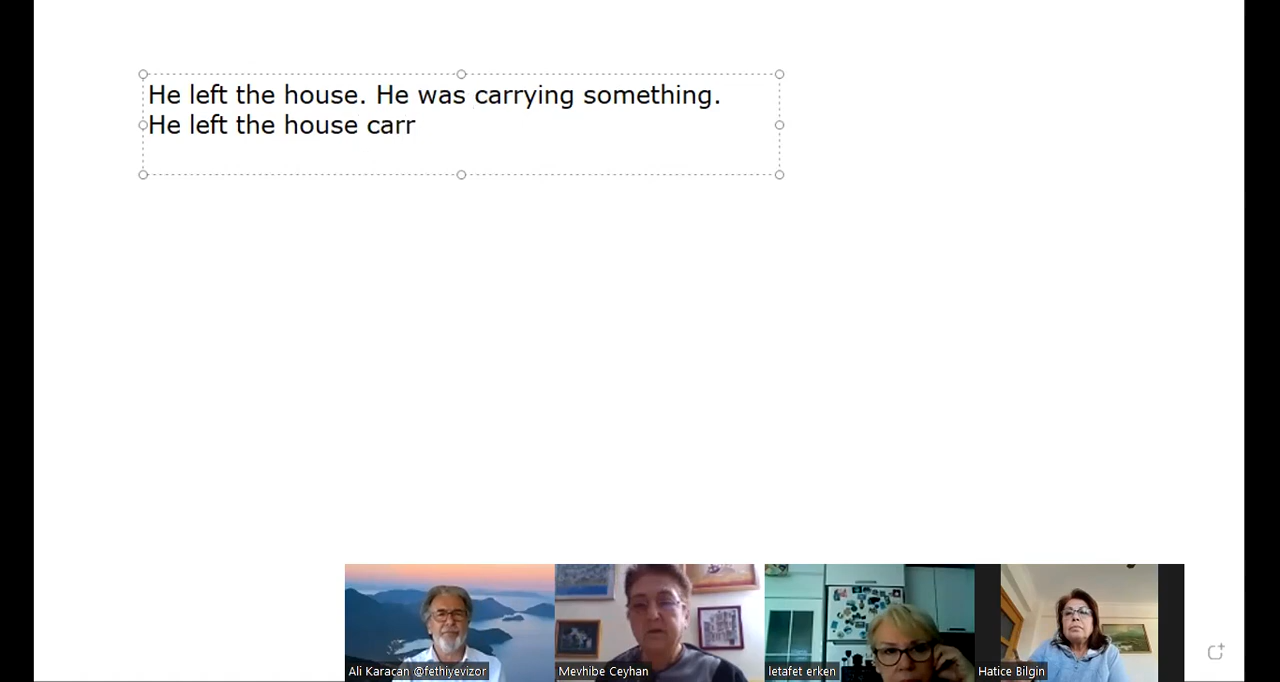 He left the house. He was carrying something.
He left the house carr
Ali Karacan @fethiyevizor
Mevhibe Ceyhan
letafet erken
Hatice Bilgin